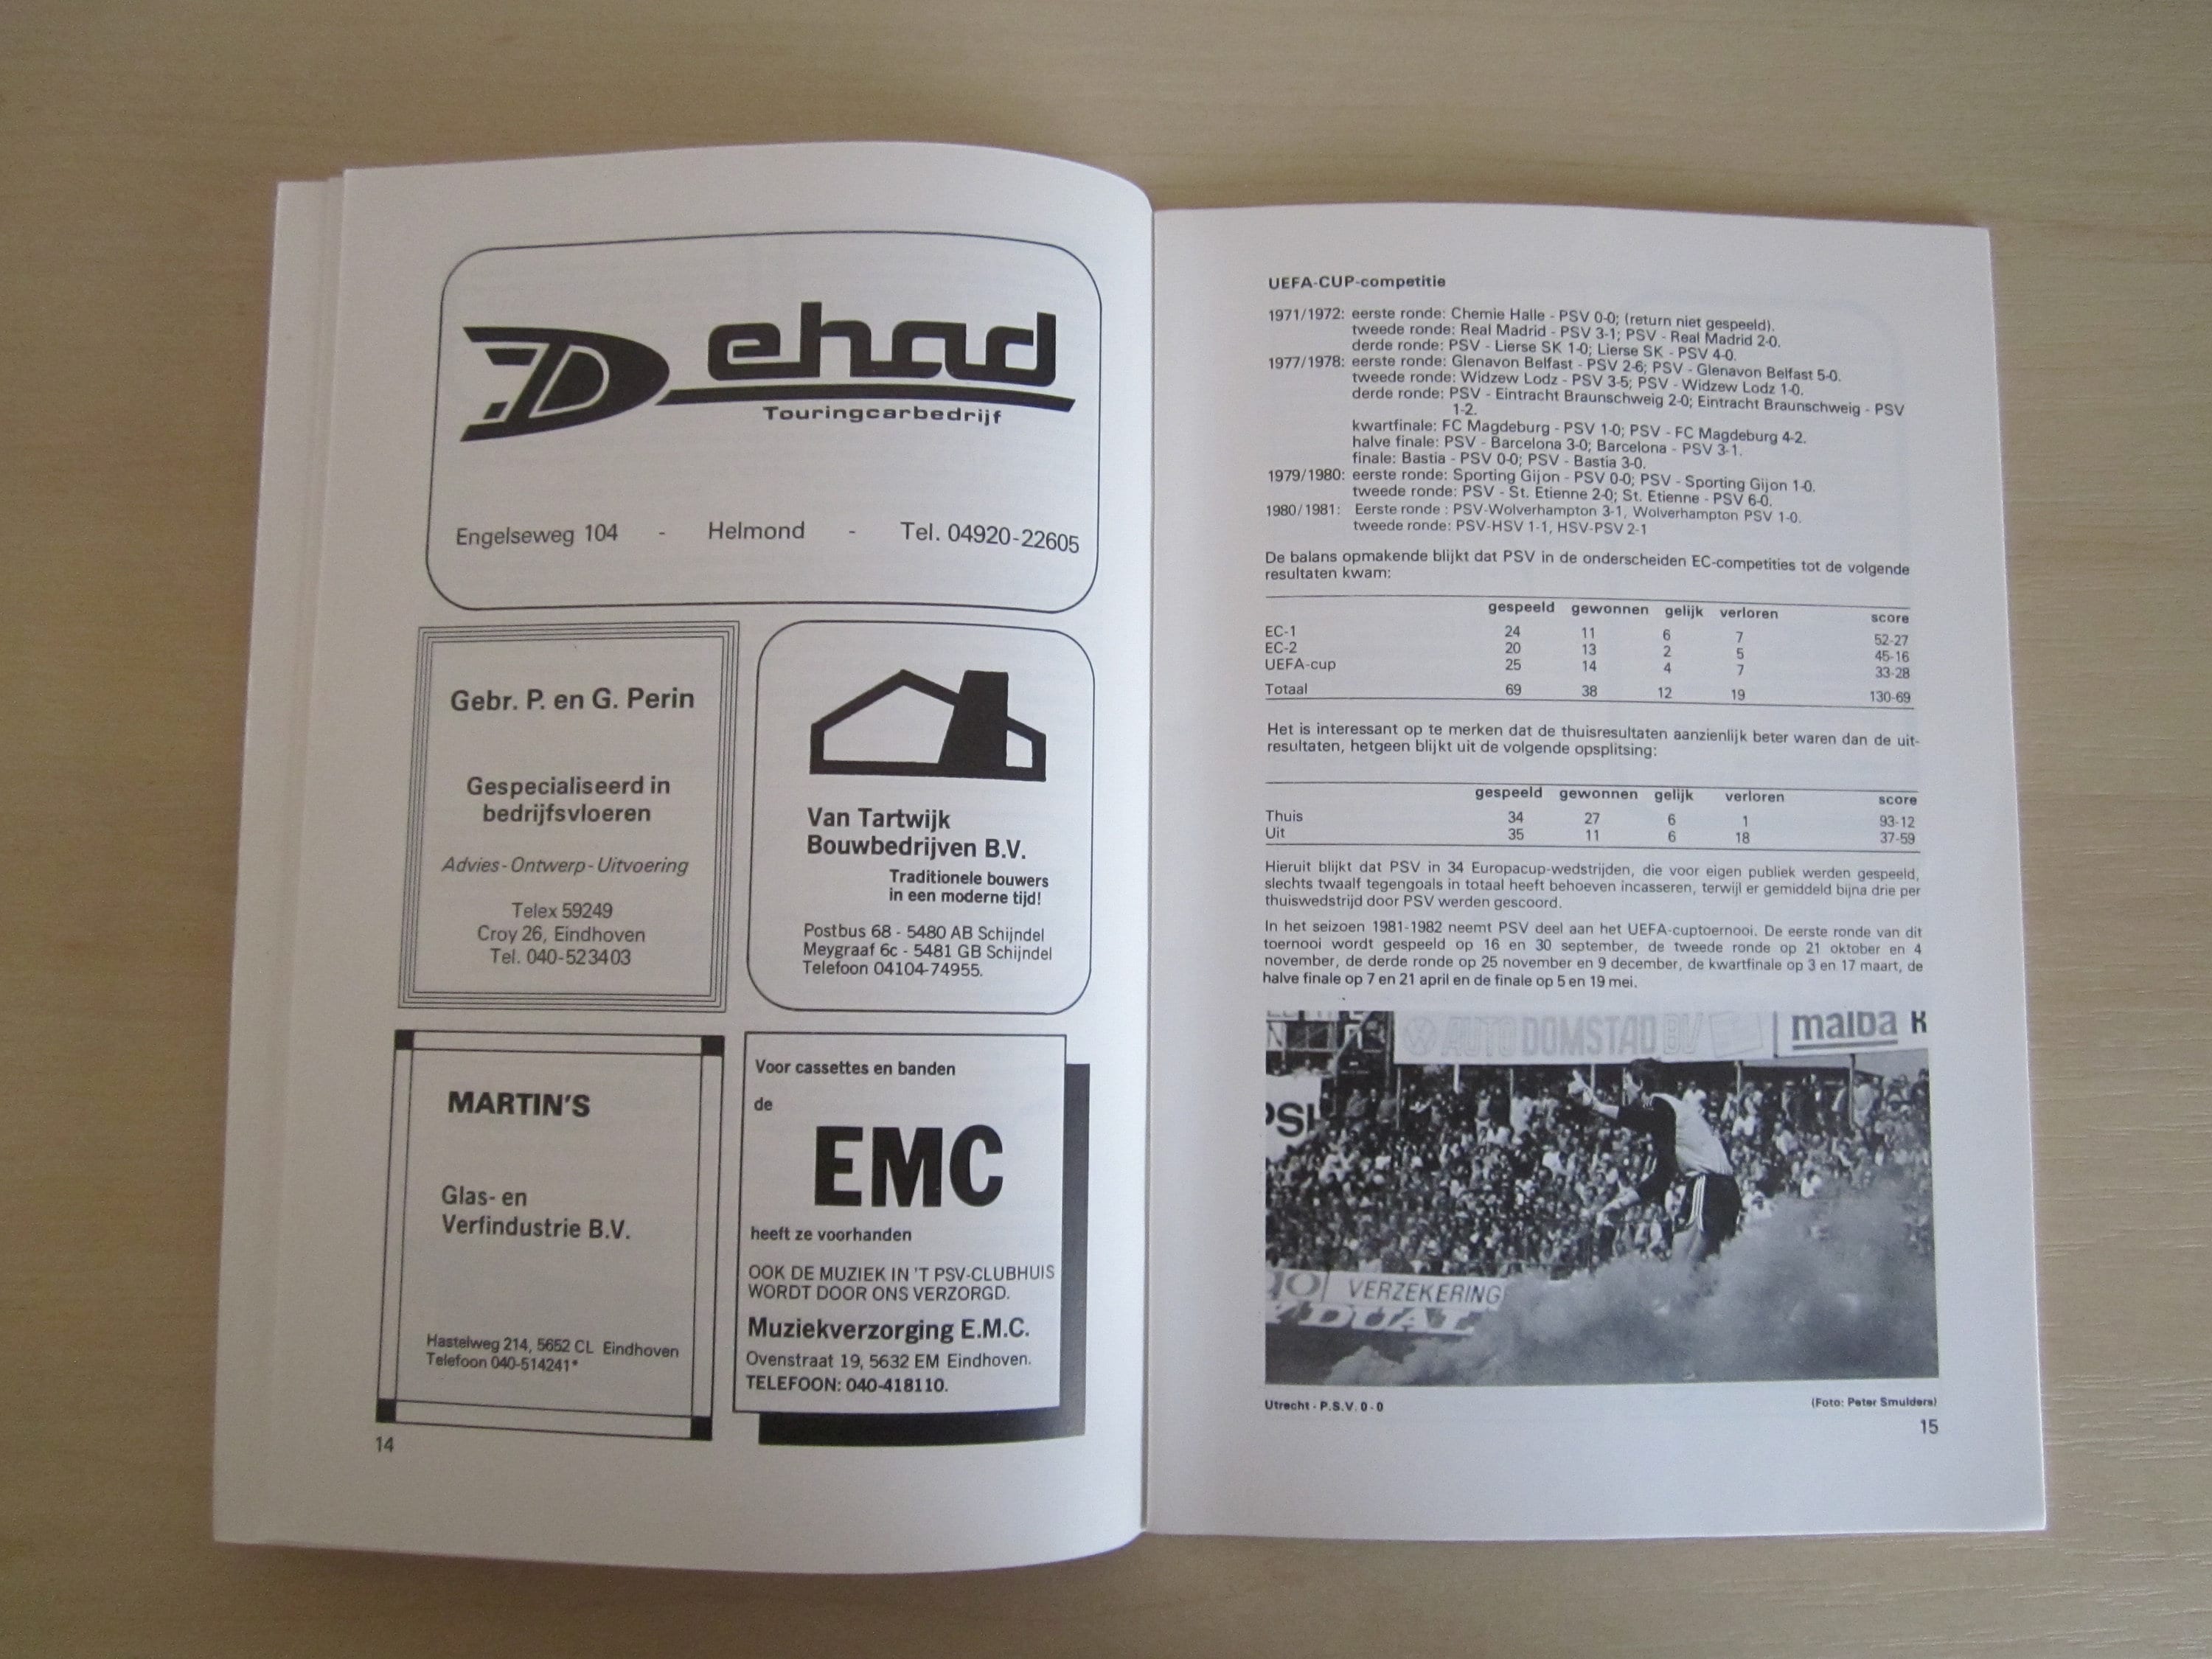 Dehad
Touringcarbedrijf
Engelseweg 104 - Helmond - Tel. 04920-22605
Gebr. P. en G. Perin
Gespecialiseerd in
bedrijfsvloeren
Advies - Ontwerp - Uitvoering
Telex 59249
Croy 26, Eindhoven
Tel. 040-523403
Van Tartwijk
Bouwbedrijven B.V.
Traditionele bouwers
in een moderne tijd!
Postbus 68 - 5480 AB Schijndel
Meygraaf 6c - 5481 GB Schijndel
Telefoon 04104-74955.
MARTIN'S
Glas- en
Verfindustrie B.V.
Hastelweg 214, 5652 CL Eindhoven
Telefoon 040-514241*
Voor cassettes en banden
de
EMC
heeft ze voorhanden
OOK DE MUZIEK IN 'T PSV-CLUBHUIS
WORDT DOOR ONS VERZORGD.
Muziekverzorging E.M.C.
Ovenstraat 19, 5632 EM Eindhoven.
TELEFOON: 040-418110.
14
UEFA-CUP-competitie
1971/1972: eerste ronde: Chemie Halle - PSV 0-0; (return niet gespeeld).
tweede ronde: Real Madrid - PSV 3-1; PSV - Real Madrid 2-0.
derde ronde: PSV - Lierse SK 1-0; Lierse SK - PSV 4-0.
1977/1978: eerste ronde: Glenavon Belfast - PSV 2-6; PSV - Glenavon Belfast 5-0.
tweede ronde: Widzew Lodz - PSV 3-5; PSV - Widzew Lodz 1-0.
derde ronde: PSV - Eintracht Braunschweig 2-0; Eintracht Braunschweig - PSV
1-2.
kwartfinale: FC Magdeburg - PSV 1-0; PSV - FC Magdeburg 4-2.
halve finale: PSV - Barcelona 3-0; Barcelona - PSV 3-1.
finale: Bastia - PSV 0-0; PSV - Bastia 3-0.
1979/1980: eerste ronde: Sporting Gijon - PSV 0-0; PSV - Sporting Gijon 1-0.
tweede ronde: PSV - St. Etienne 2-0; St. Etienne - PSV 6-0.
1980/1981: Eerste ronde : PSV-Wolverhampton 3-1, Wolverhampton PSV 1-0.
tweede ronde: PSV-HSV 1-1, HSV-PSV 2-1
De balans opmakende blijkt dat PSV in de onderscheiden EC-competities tot de volgende
resultaten kwam:
gespeeld gewonnen gelijk verloren score
EC-1 24 11 6 7 52-27
EC-2 20 13 2 5 45-16
UEFA-cup 25 14 4 7 33-28
Totaal 69 38 12 19 130-69
Het is interessant op te merken dat de thuisresultaten aanzienlijk beter waren dan de uit-
resultaten, hetgeen blijkt uit de volgende opsplitsing:
gespeeld gewonnen gelijk verloren score
Thuis 34 27 6 1 93-12
Uit 35 11 6 18 37-59
Hieruit blijkt dat PSV in 34 Europacup-wedstrijden, die voor eigen publiek werden gespeeld,
slechts twaalf tegengoals in totaal heeft behoeven incasseren, terwijl er gemiddeld bijna drie per
thuiswedstrijd door PSV werden gescoord.
In het seizoen 1981-1982 neemt PSV deel aan het UEFA-cuptoernooi. De eerste ronde van dit
toernooi wordt gespeeld op 16 en 30 september, de tweede ronde op 21 oktober en 4
november, de derde ronde op 25 november en 9 december, de kwartfinale op 3 en 17 maart, de
halve finale op 7 en 21 april en de finale op 5 en 19 mei.
AUTO DOMSTAD BV
malba
PSI
VERZEKERING
DUAL
Utrecht - P.S.V. 0-0
(Foto: Peter Smulders)
15